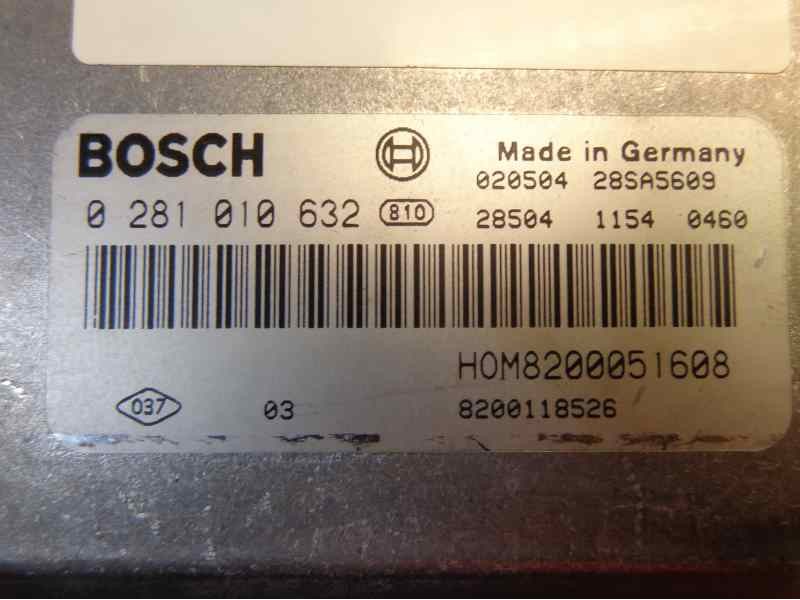 BOSCH Made in Germany
020504 28SA5609
0 281 010 632 810 28504 1154 0460
HOM8200051608
037 03 8200118526